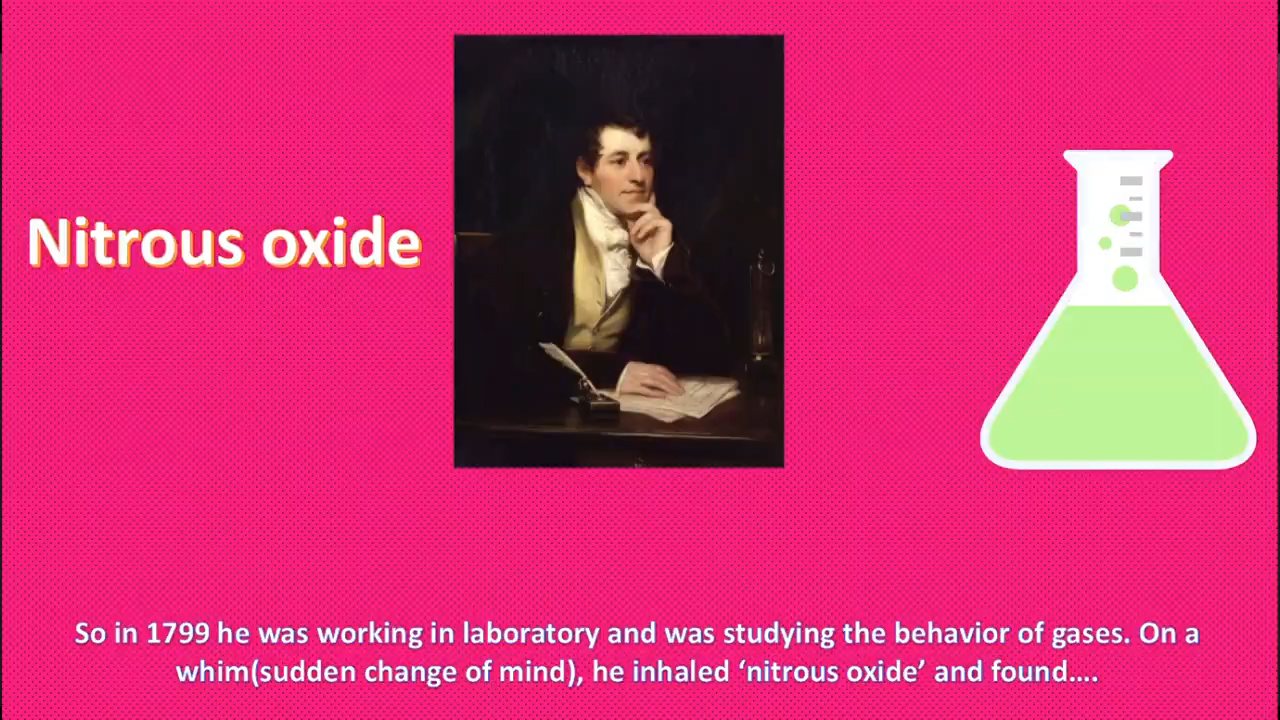 Nitrous oxide
So in 1799 he was working in laboratory and was studying the behavior of gases. On a
whim(sudden change of mind), he inhaled ‘nitrous oxide’ and found....